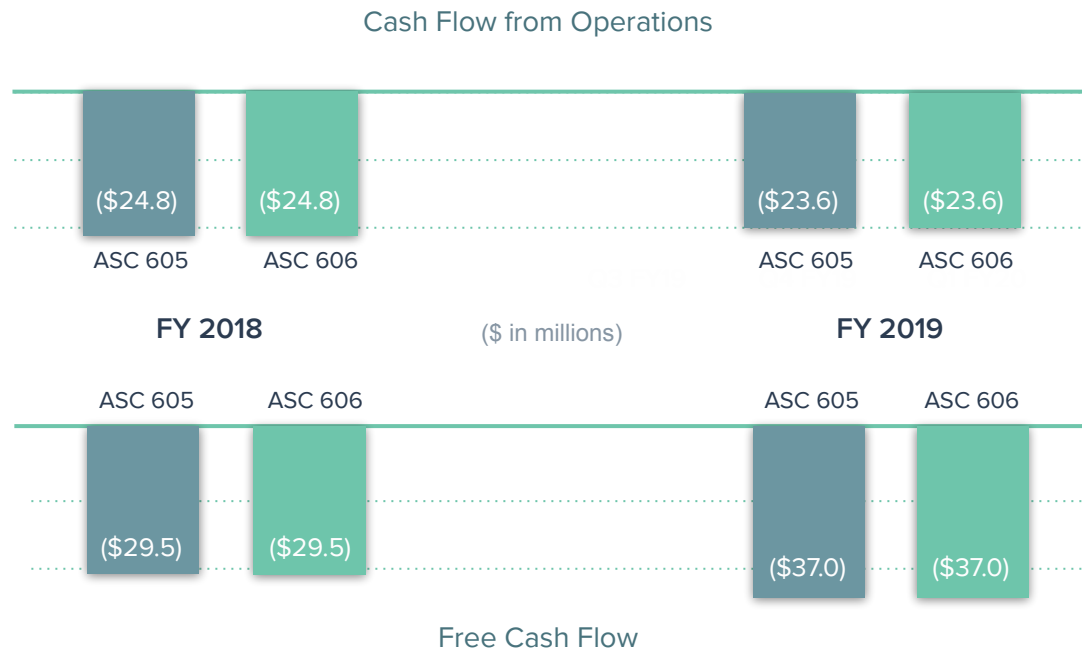 Cash Flow from Operations
($24.8) ($24.8) ($23.6) ($23.6)
ASC 605 ASC 606 ASC 605 ASC 606
FY 2018 ($ in millions) FY 2019
ASC 605 ASC 606 ASC 605 ASC 606
($29.5) ($29.5) ($37.0) ($37.0)
Free Cash Flow